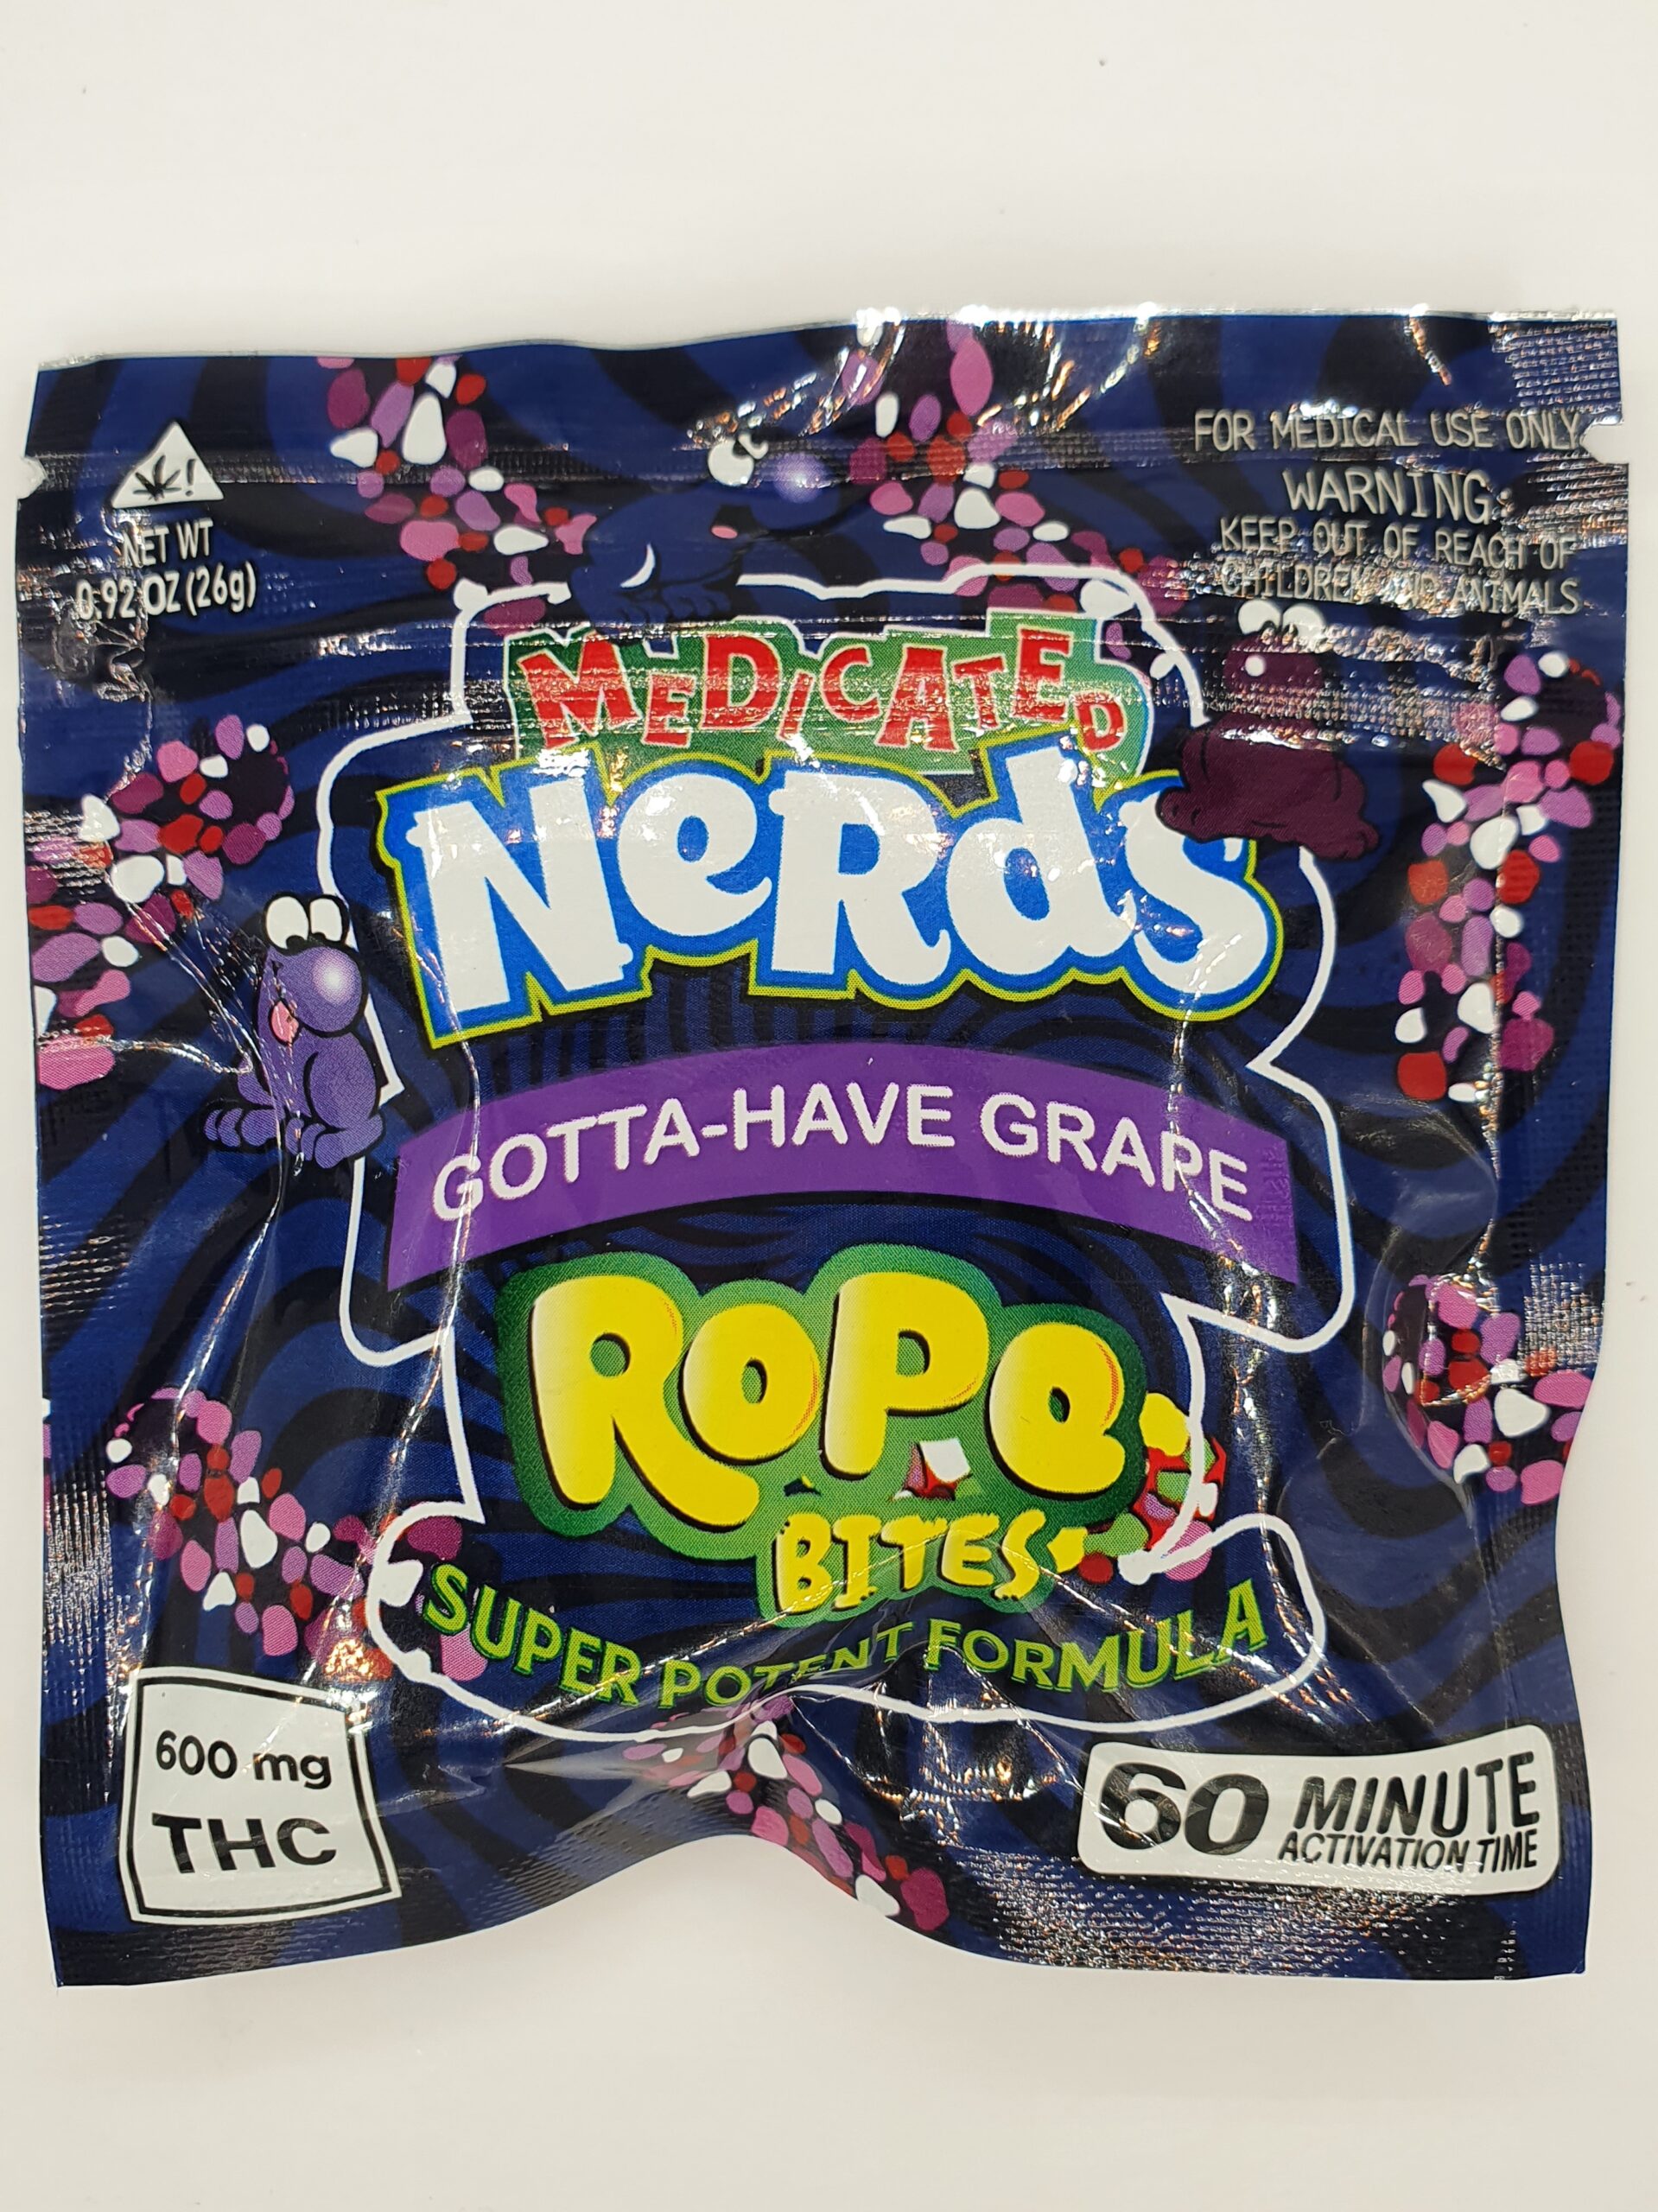 FOR MEDICAL USE ONLY
WARNING:
KEEP OUT OF REACH OF
CHILDREN AND ANIMALS
!
NET WT
0.92 OZ (26g)
MeDiCATED
NeRds
GOTTA-HAVE GRAPE
RoPe
BITES
SUPER POTENT FORMULA
600 mg
THC
60 MINUTE
ACTIVATION TIME